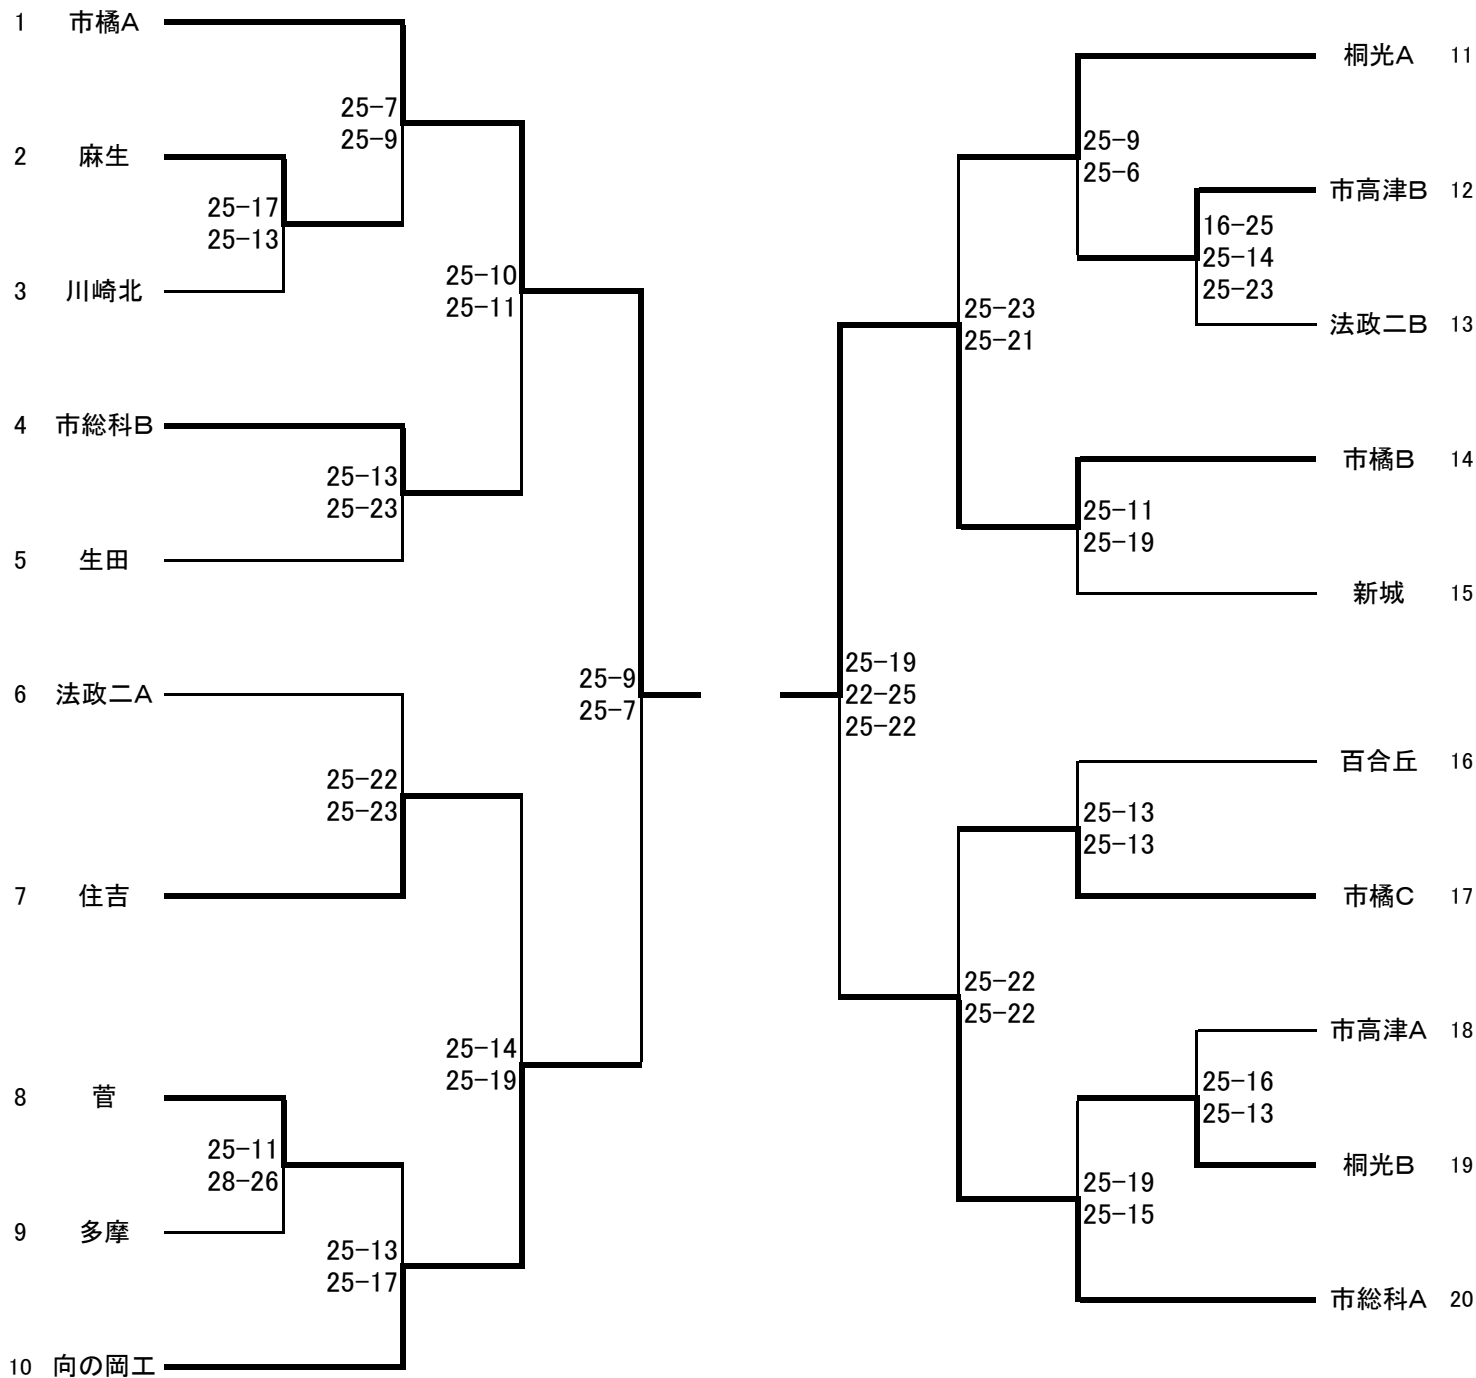 1 市橘A
25-7
25-9
2 麻生
25-17
25-13
3 川崎北
25-10
25-11
4 市総科B
25-13
25-23
5 生田
25-9
25-7
6 法政二A
25-22
25-23
7 住吉
25-14
25-19
8 菅
25-11
28-26
9 多摩
25-13
25-17
10 向の岡工
桐光A 11
25-9
25-6
市高津B 12
16-25
25-14
25-23
法政二B 13
25-23
25-21
市橘B 14
25-11
25-19
新城 15
25-19
22-25
25-22
百合丘 16
25-13
25-13
市橘C 17
25-22
25-22
市高津A 18
25-16
25-13
桐光B 19
25-19
25-15
市総科A 20